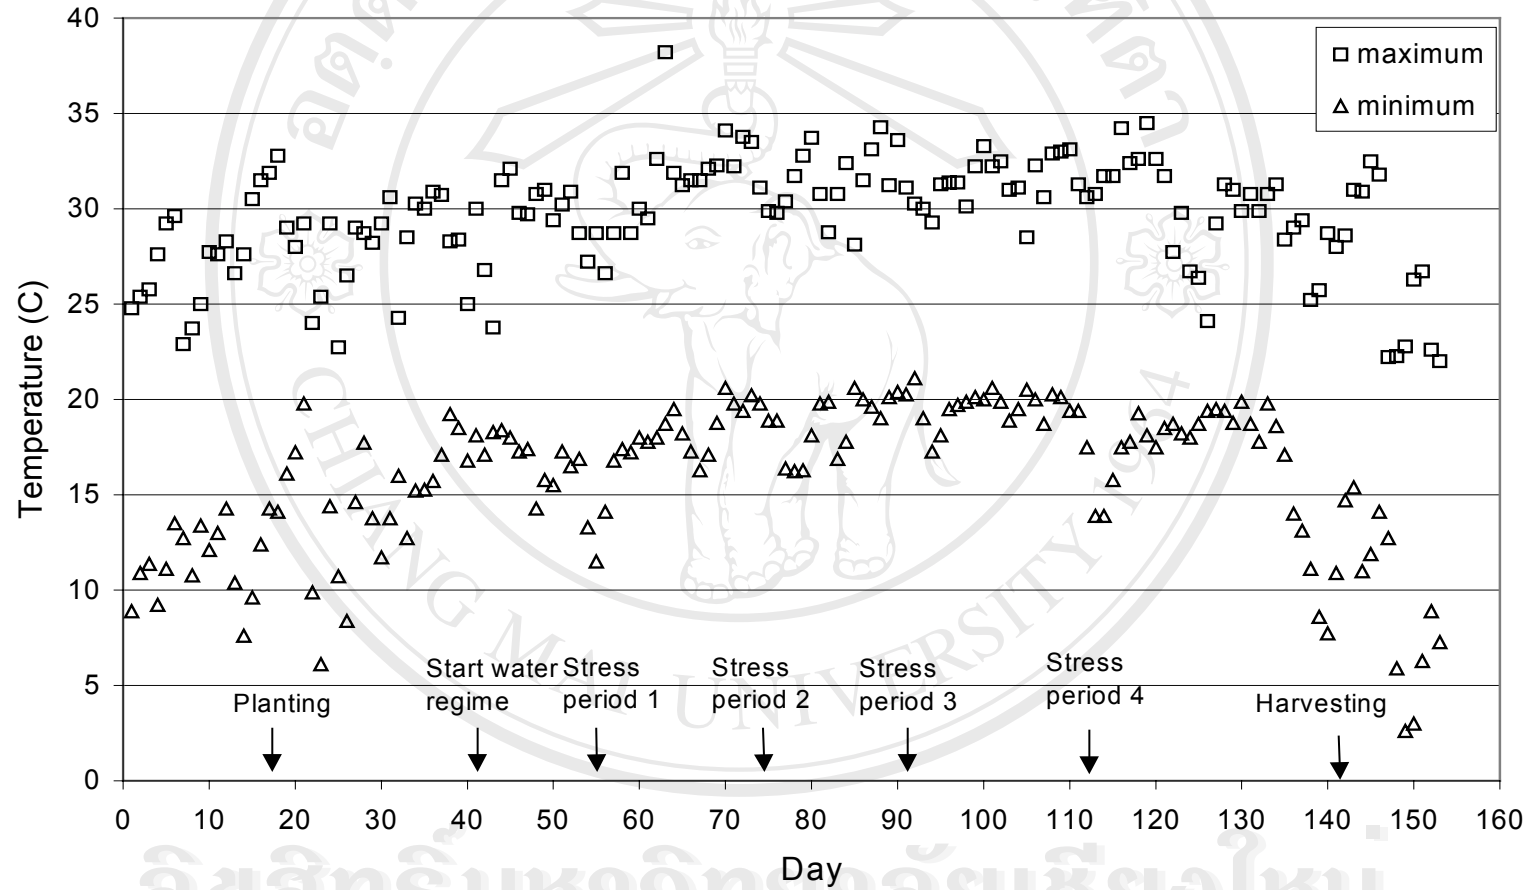 40
maximum
minimum
35
30
25
20
15
10
5
0
Temperature (C)
Planting
Start water
regime
Stress
period 1
Stress
period 2
Stress
period 3
Stress
period 4
Harvesting
0 10 20 30 40 50 60 70 80 90 100 110 120 130 140 150 160
Day
CHIANG MAI UNIVERSITY 1964